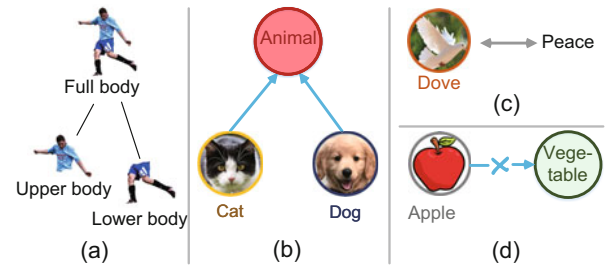 Full body
Upper body
Lower body
(a)
Animal
Cat
Dog
(b)
Dove
Peace
(c)
Apple
Vege-
table
(d)